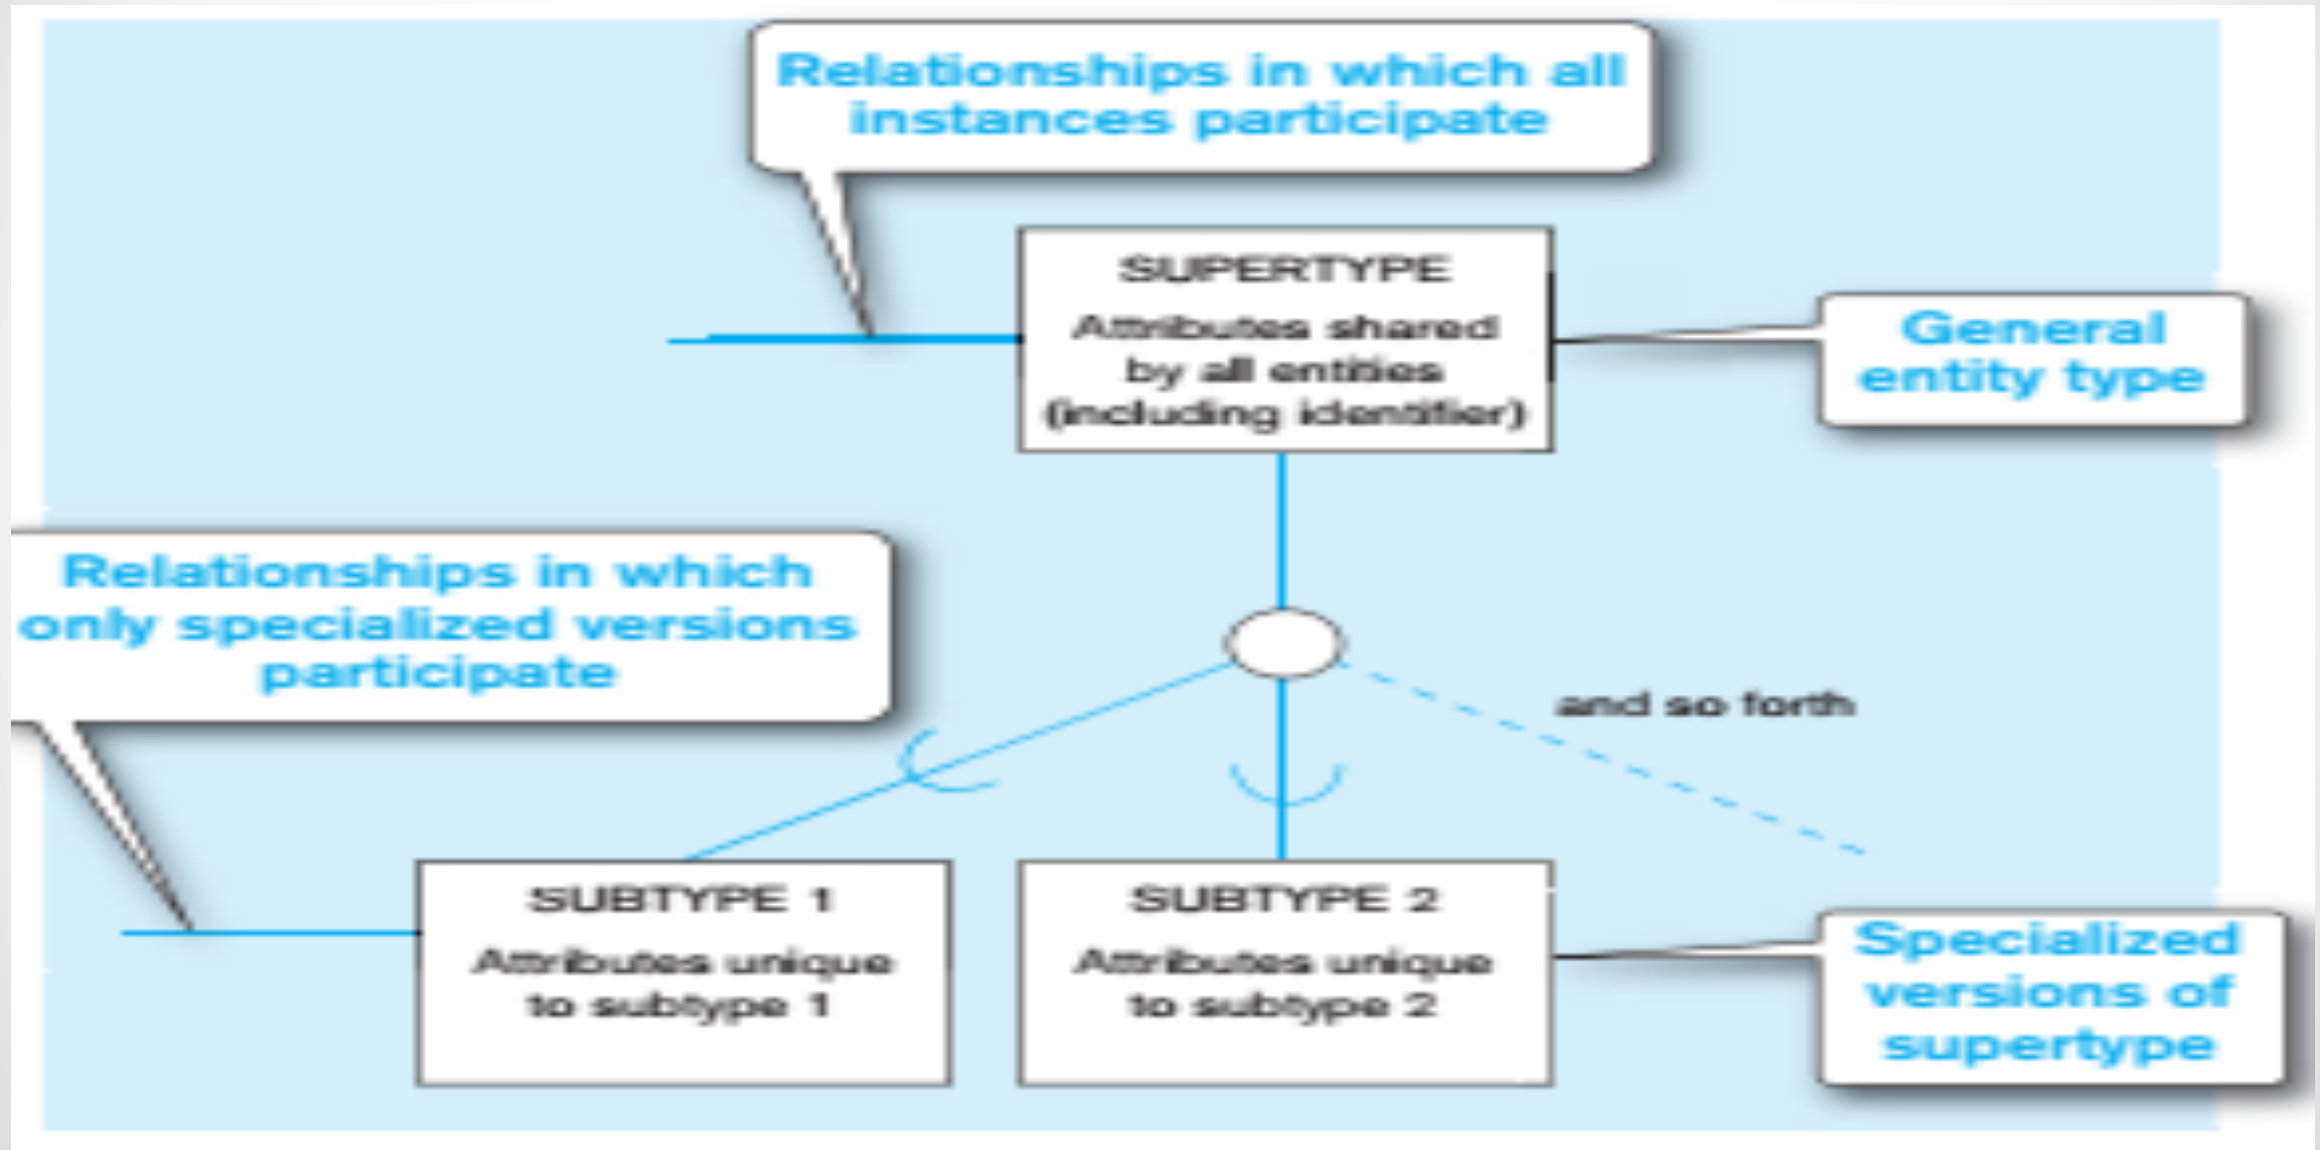 Relationships in which all
instances participate
SUPERTYPE
Attributes shared
by all entities
(including identifier)
General
entity type
Relationships in which
only specialized versions
participate
and so forth
SUBTYPE 1
Attributes unique
to subtype 1
SUBTYPE 2
Attributes unique
to subtype 2
Specialized
versions of
supertype